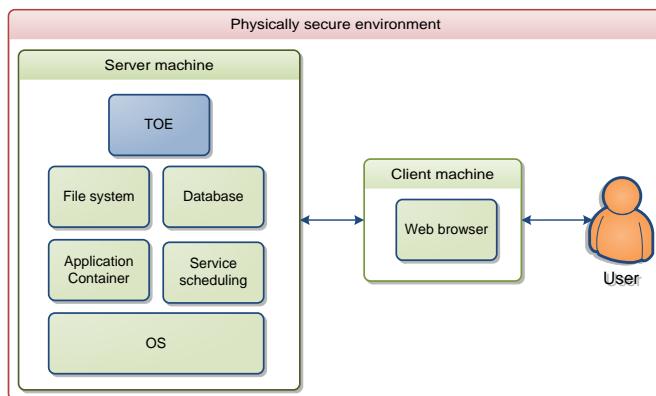 Physically secure environment
Server machine
TOE
File system
Database
Application
Container
Service
scheduling
OS
Client machine
Web browser
User